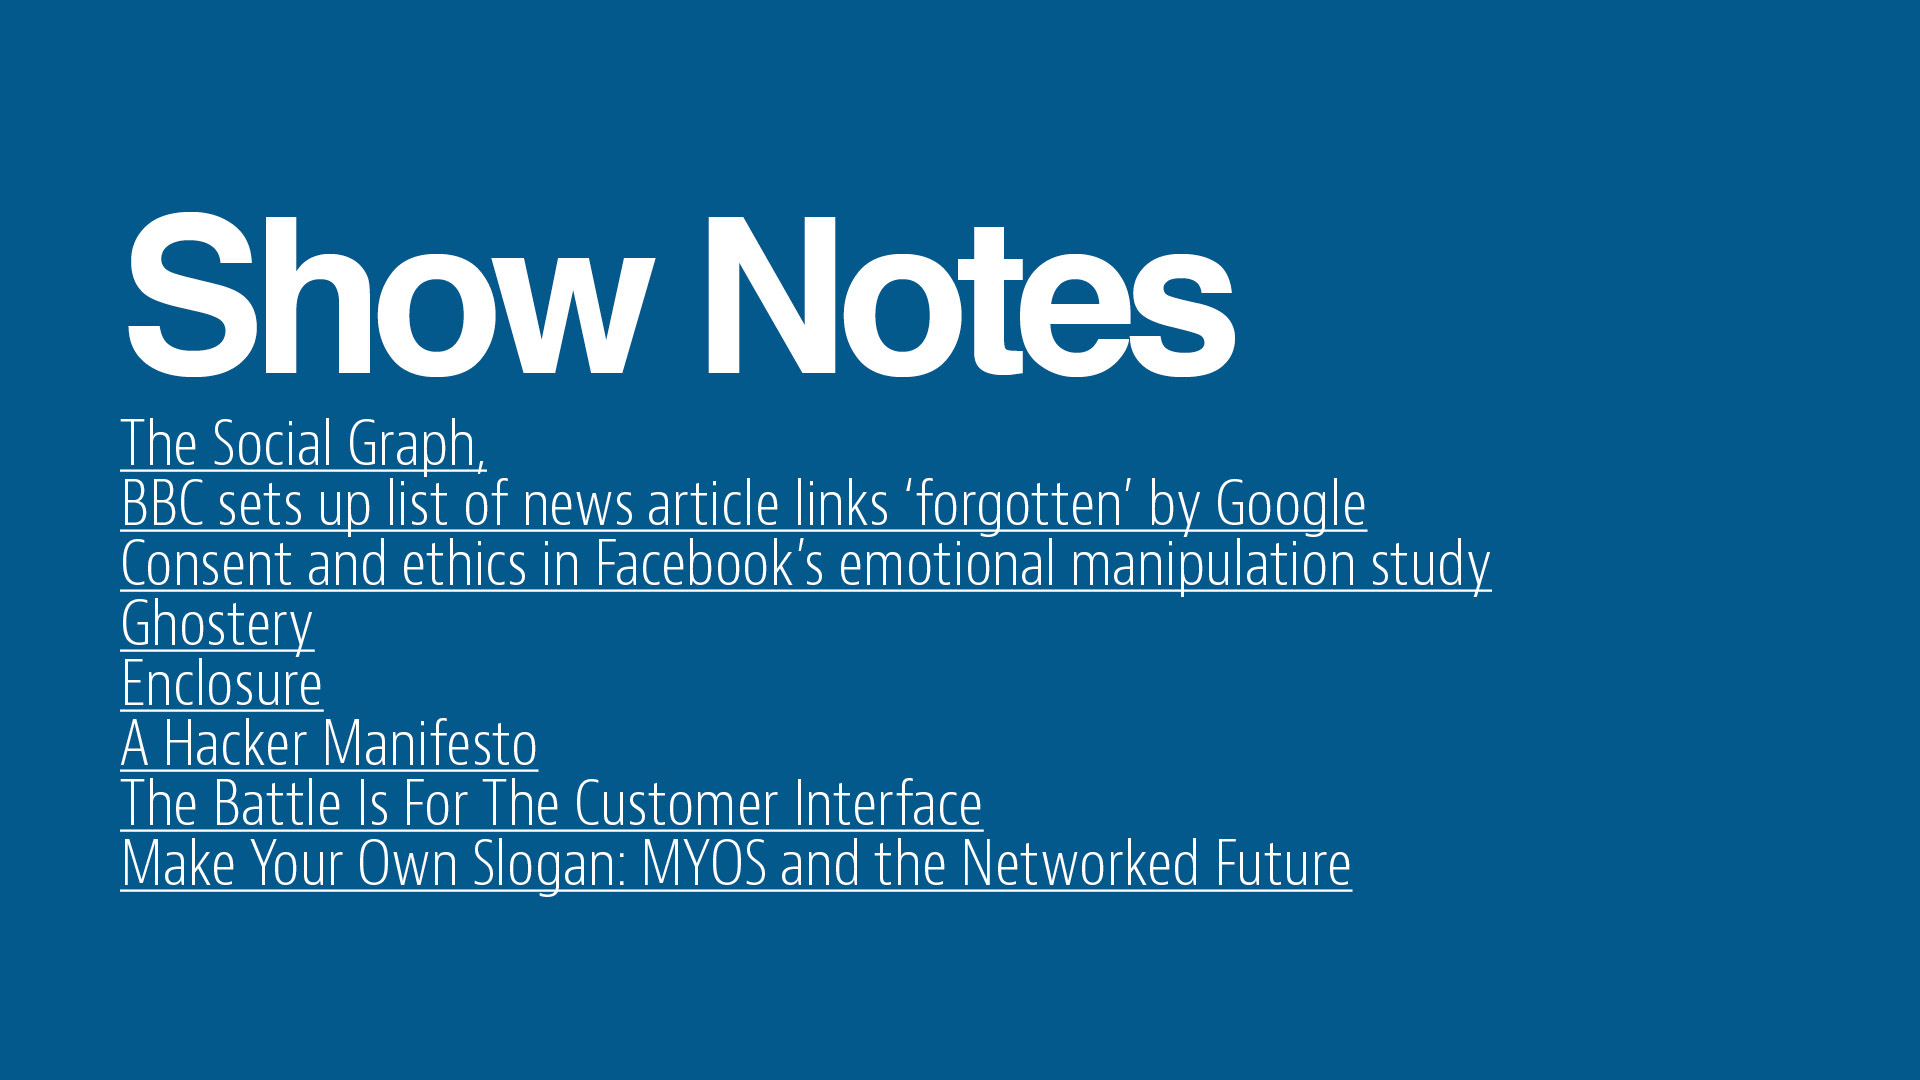 Show Notes
The Social Graph,
BBC sets up list of news article links ‘forgotten’ by Google
Consent and ethics in Facebook’s emotional manipulation study
Ghostery
Enclosure
A Hacker Manifesto
The Battle Is For The Customer Interface
Make Your Own Slogan: MYOS and the Networked Future